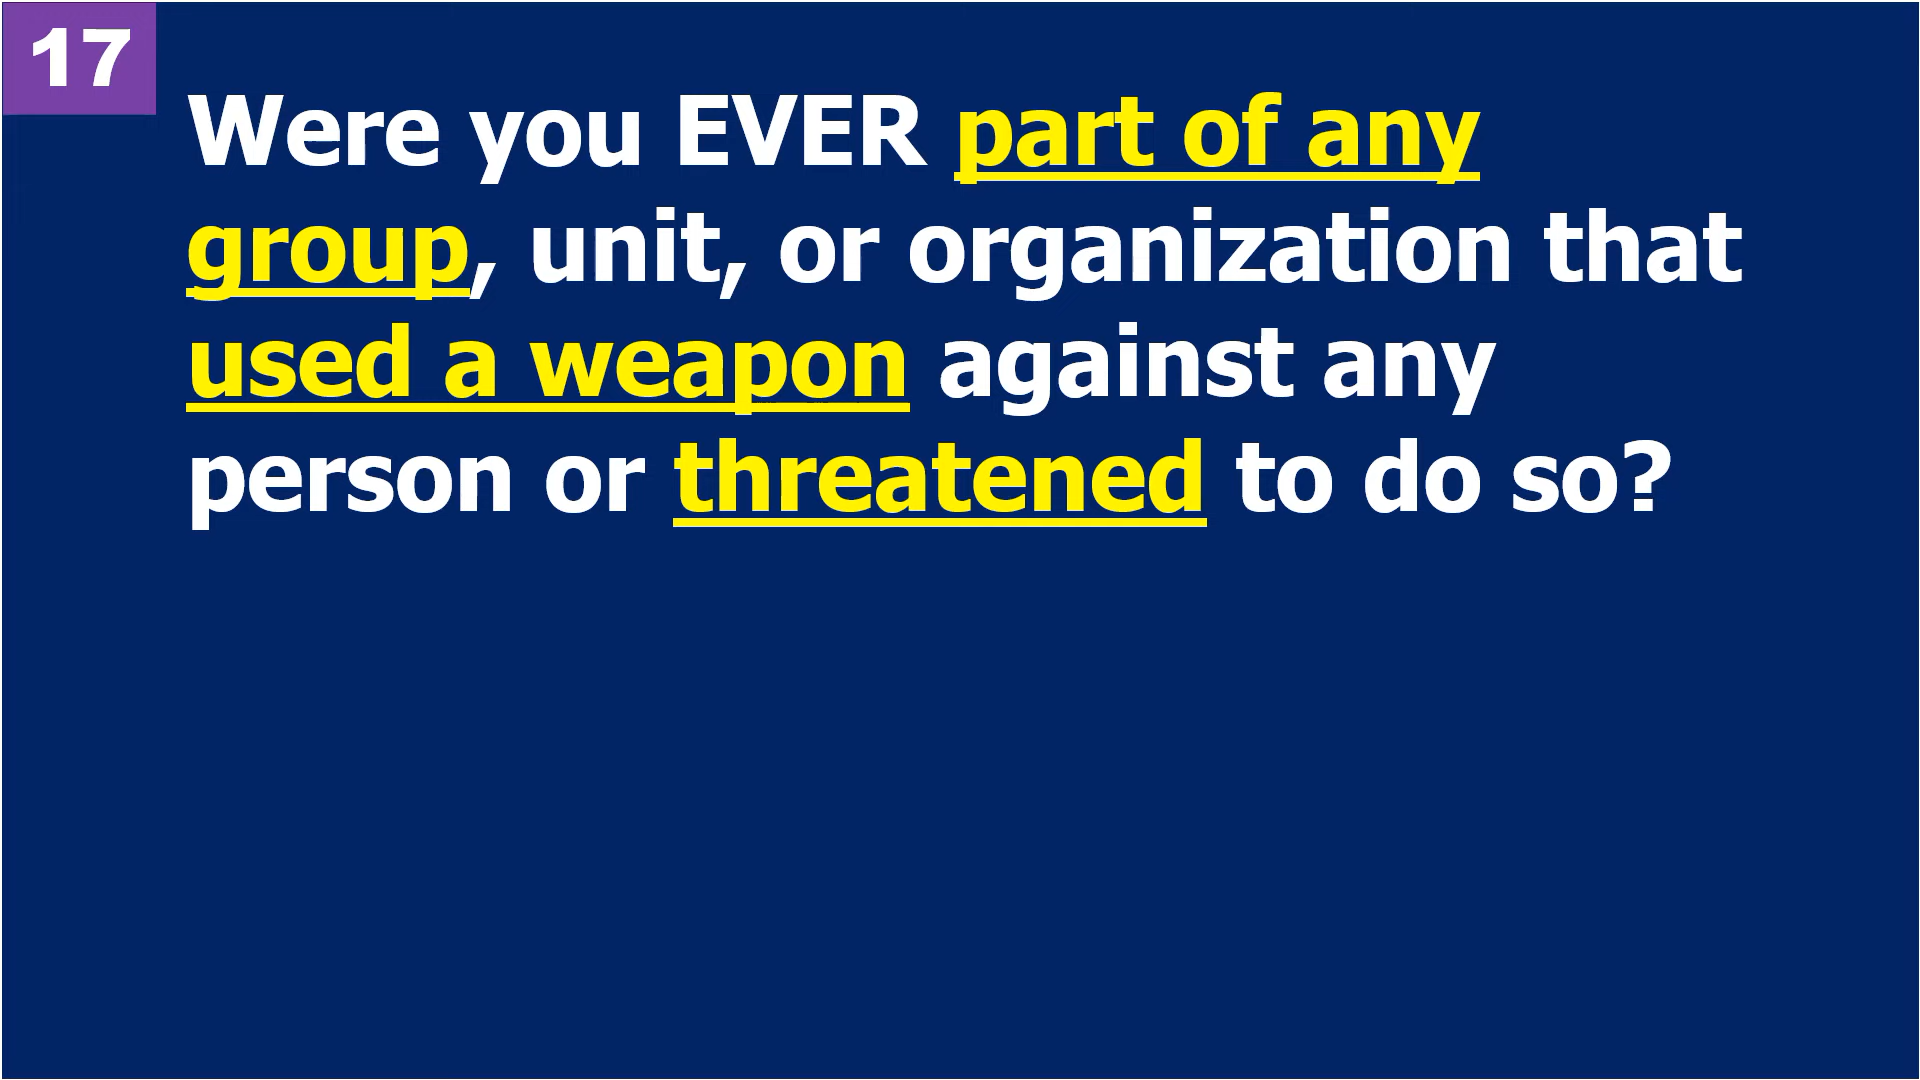 17
Were you EVER part of any
group, unit, or organization that
used a weapon against any
person or threatened to do so?